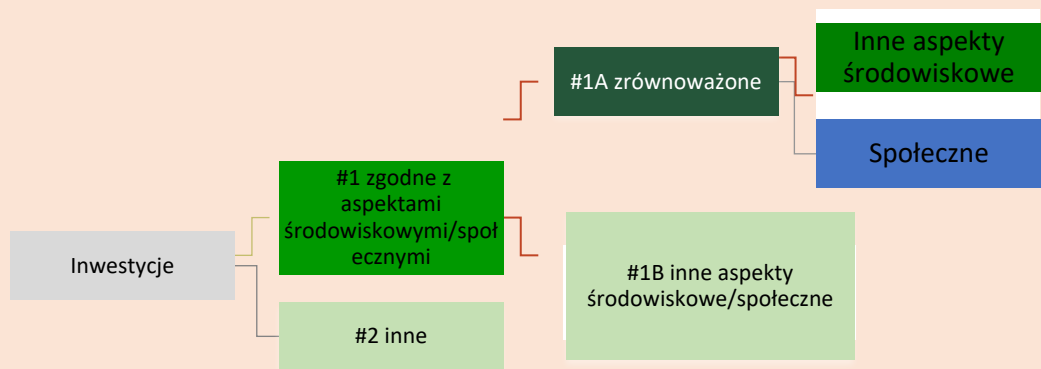 Inne aspekty
środowiskowe
#1A zrównoważone
Społeczne
#1 zgodne z
aspektami
środowiskowymi/społ
ecznymi
Inwestycje
#1B inne aspekty
środowiskowe/społeczne
#2 inne